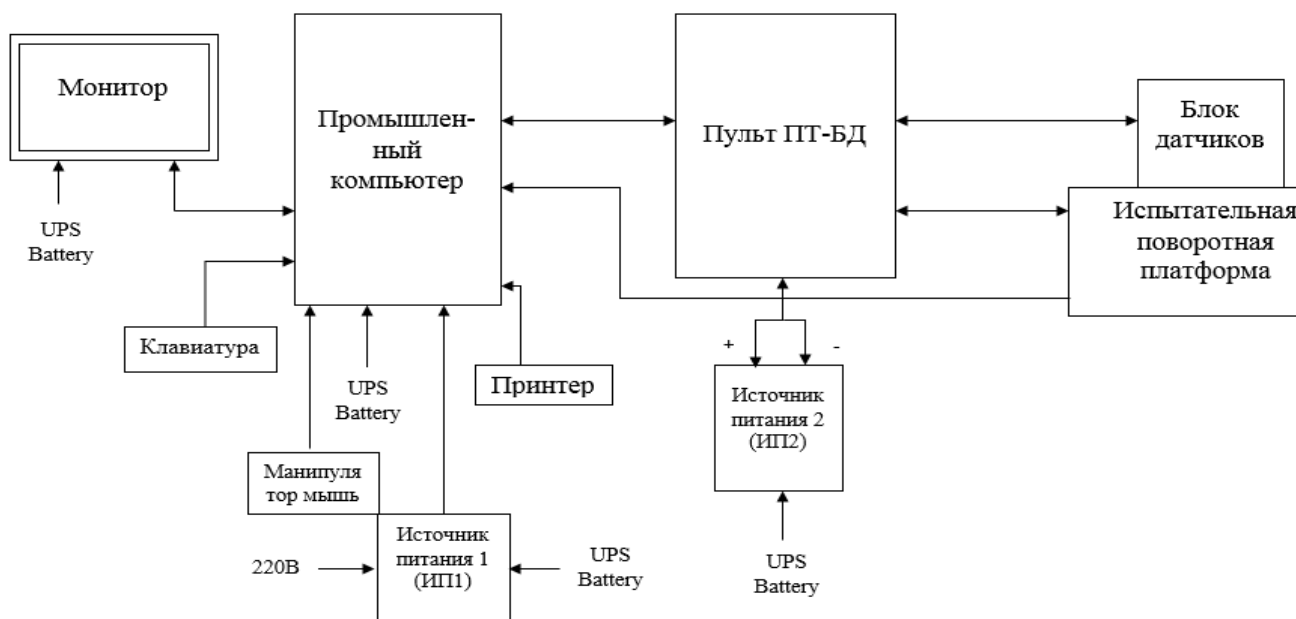 Монитор
UPS
Battery
Промышлен-
ный
компьютер
Пульт ПТ-БД
Блок
датчиков
Испытательная
поворотная
платформа
Клавиатура
UPS
Battery
Принтер
+
-
Источник
питания 2
(ИП2)
Манипуля
тор мышь
220В
Источник
питания 1
(ИП1)
UPS
Battery
UPS
Battery